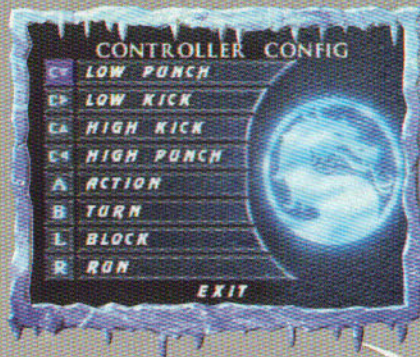 CONTROLLER CONFIG
C▼ LOW PUNCH
C► LOW KICK
C▲ HIGH KICK
C◄ HIGH PUNCH
A ACTION
B TURN
L BLOCK
R RUN
EXIT